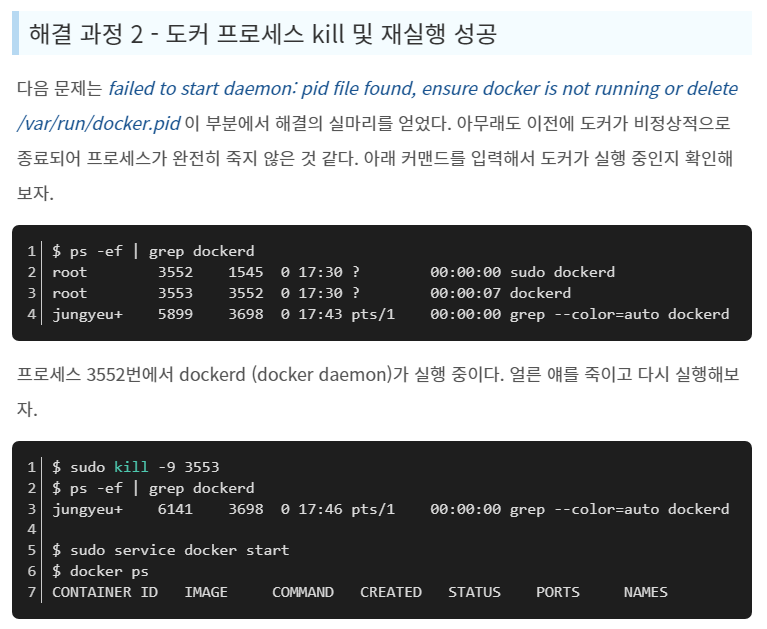 해결 과정 2 - 도커 프로세스 kill 및 재실행 성공
다음 문제는 failed to start daemon: pid file found, ensure docker is not running or delete
/var/run/docker.pid 이 부분에서 해결의 실마리를 얻었다. 아무래도 이전에 도커가 비정상적으로
종료되어 프로세스가 완전히 죽지 않은 것 같다. 아래 커맨드를 입력해서 도커가 실행 중인지 확인해
보자.
1 $ ps -ef | grep dockerd
2 root        3552    1545  0 17:30 ?        00:00:00 sudo dockerd
3 root        3553    3552  0 17:30 ?        00:00:07 dockerd
4 jungyeu+    5899    3698  0 17:43 pts/1    00:00:00 grep --color=auto dockerd
프로세스 3552번에서 dockerd (docker daemon)가 실행 중이다. 얼른 얘를 죽이고 다시 실행해보
자.
1 $ sudo kill -9 3553
2 $ ps -ef | grep dockerd
3 jungyeu+    6141    3698  0 17:46 pts/1    00:00:00 grep --color=auto dockerd
4
5 $ sudo service docker start
6 $ docker ps
7 CONTAINER ID   IMAGE     COMMAND   CREATED   STATUS    PORTS     NAMES